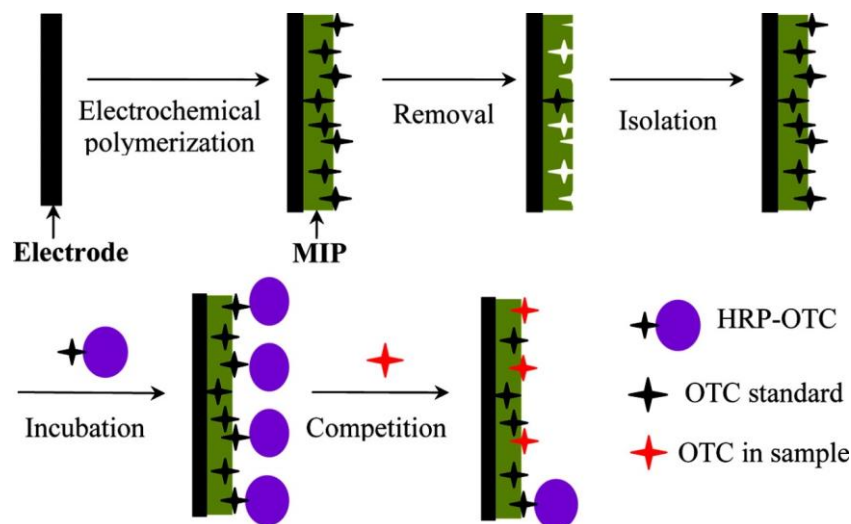 Electrochemical
polymerization
Removal
Isolation
Electrode
MIP
HRP-OTC
Incubation
Competition
OTC standard
OTC in sample